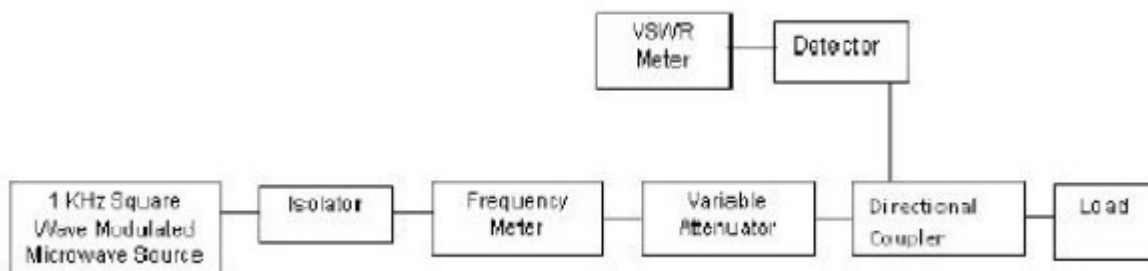 VSWR
Meter
Detector
1 KHz Square
Wave Modulated
Microwave Source
Isolator
Frequency
Meter
Variable
Attenuator
Directional
Coupler
Load